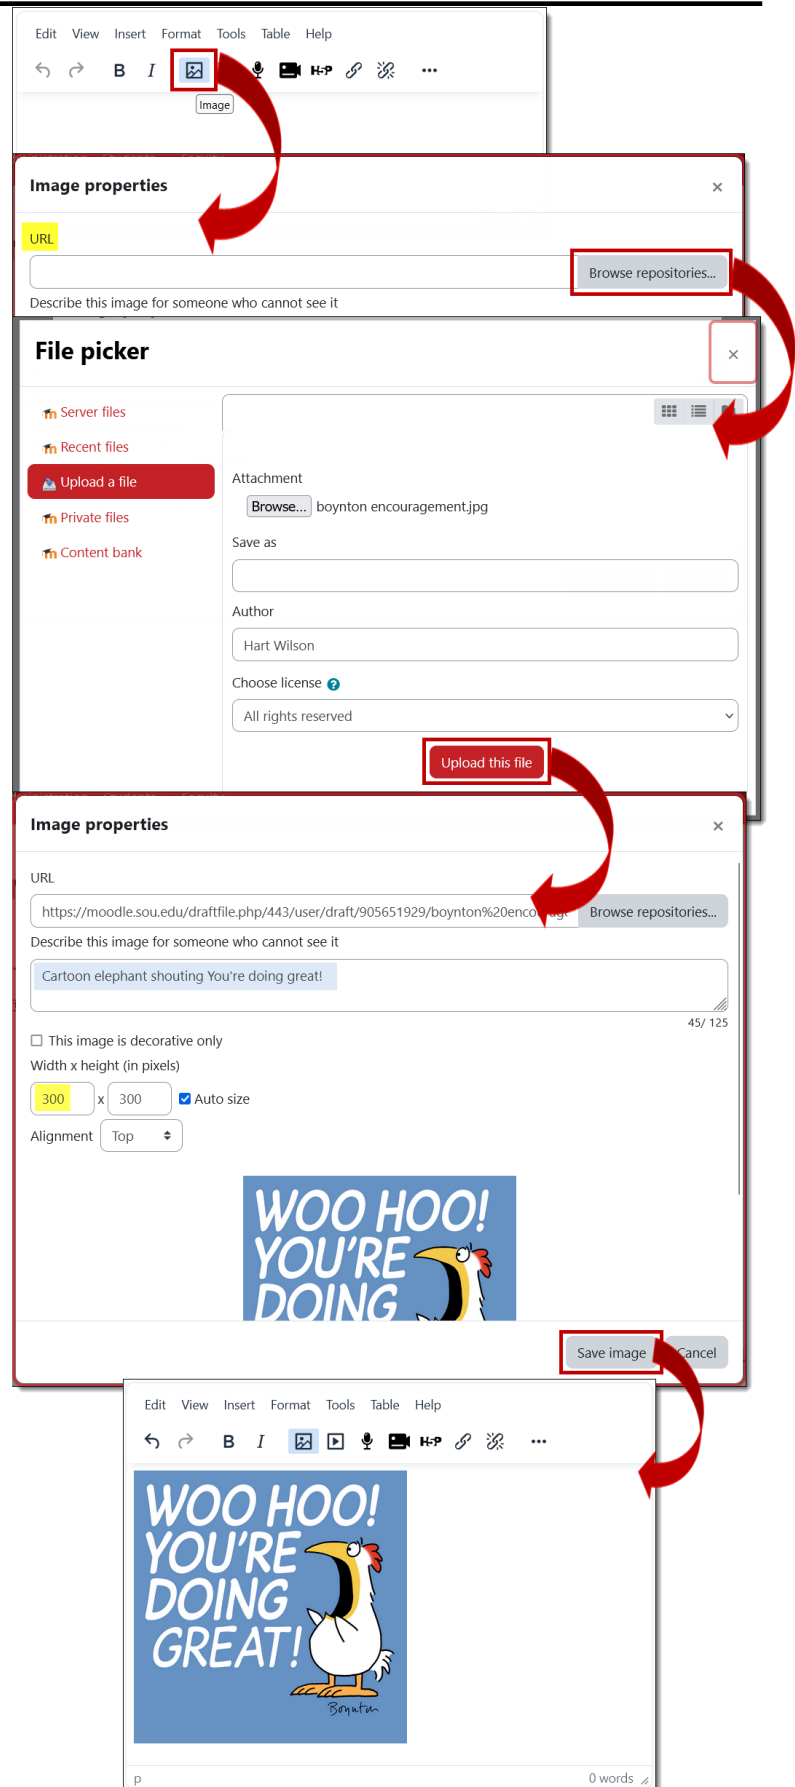 Edit View Insert Format Tools Table Help
B I H-P ...
Image
Image properties ×
URL
Browse repositories...
Describe this image for someone who cannot see it
File picker ×
Server files
Recent files
Upload a file
Private files
Content bank
Attachment
Browse... boynton encouragement.jpg
Save as
Author
Hart Wilson
Choose license ?
All rights reserved
Upload this file
Image properties ×
URL
https://moodle.sou.edu/draftfile.php/443/user/draft/905651929/boynton%20enco
Browse repositories...
Describe this image for someone who cannot see it
Cartoon elephant shouting You're doing great!
45/ 125
This image is decorative only
Width x height (in pixels)
300 x 300 Auto size
Alignment Top
WOO HOO!
YOU'RE
DOING
Save image Cancel
Edit View Insert Format Tools Table Help
B I H-P ...
WOO HOO!
YOU'RE
DOING
GREAT!
Boynton
p 0 words